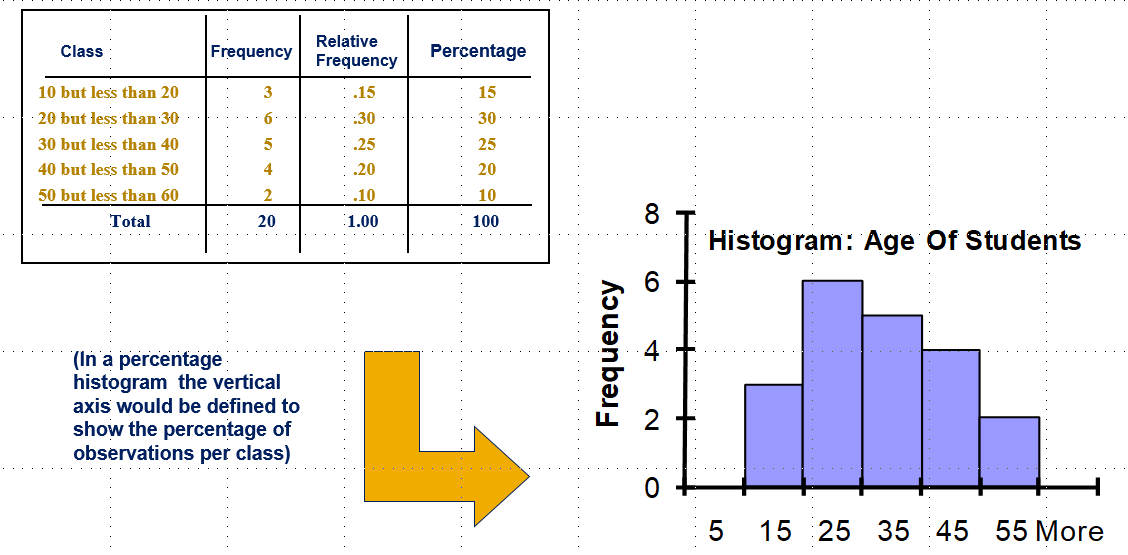 Class Frequency Relative Frequency Percentage
10 but less than 20 3 .15 15
20 but less than 30 6 .30 30
30 but less than 40 5 .25 25
40 but less than 50 4 .20 20
50 but less than 60 2 .10 10
Total 20 1.00 100
(In a percentage
histogram the vertical
axis would be defined to
show the percentage of
observations per class)
Histogram: Age Of Students
Frequency
8
6
4
2
0
5 15 25 35 45 55 More